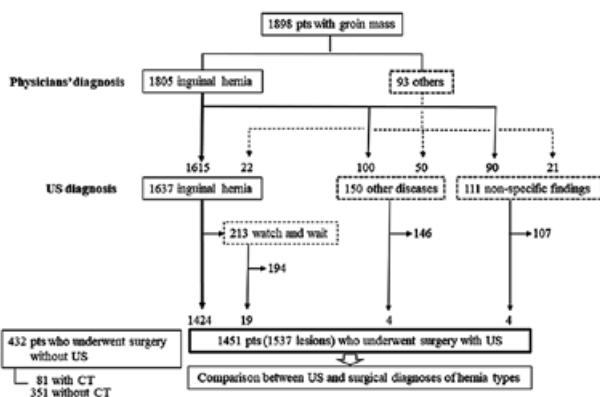 1898 pts with groin mass
Physicians' diagnosis
1805 inguinal hernia
93 others
1615
22
100
50
90
21
US diagnosis
1637 inguinal hernia
150 other diseases
111 non-specific findings
213 watch and wait
146
107
194
1424
19
4
4
432 pts who underwent surgery
without US
1451 pts (1537 lesions) who underwent surgery with US
81 with CT
351 without CT
Comparison between US and surgical diagnoses of hernia types